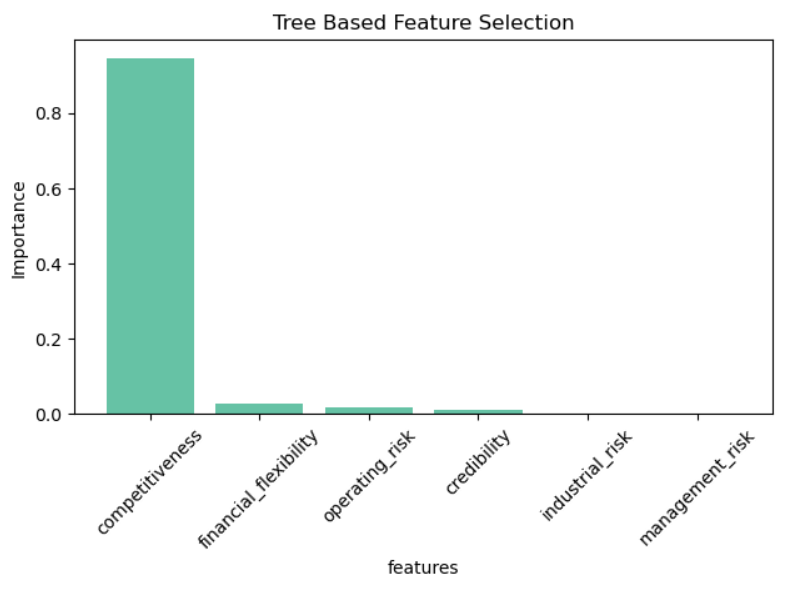 Tree Based Feature Selection
Importance
0.8
0.6
0.4
0.2
0.0
competitiveness
financial_flexibility
operating_risk
credibility
industrial_risk
management_risk
features